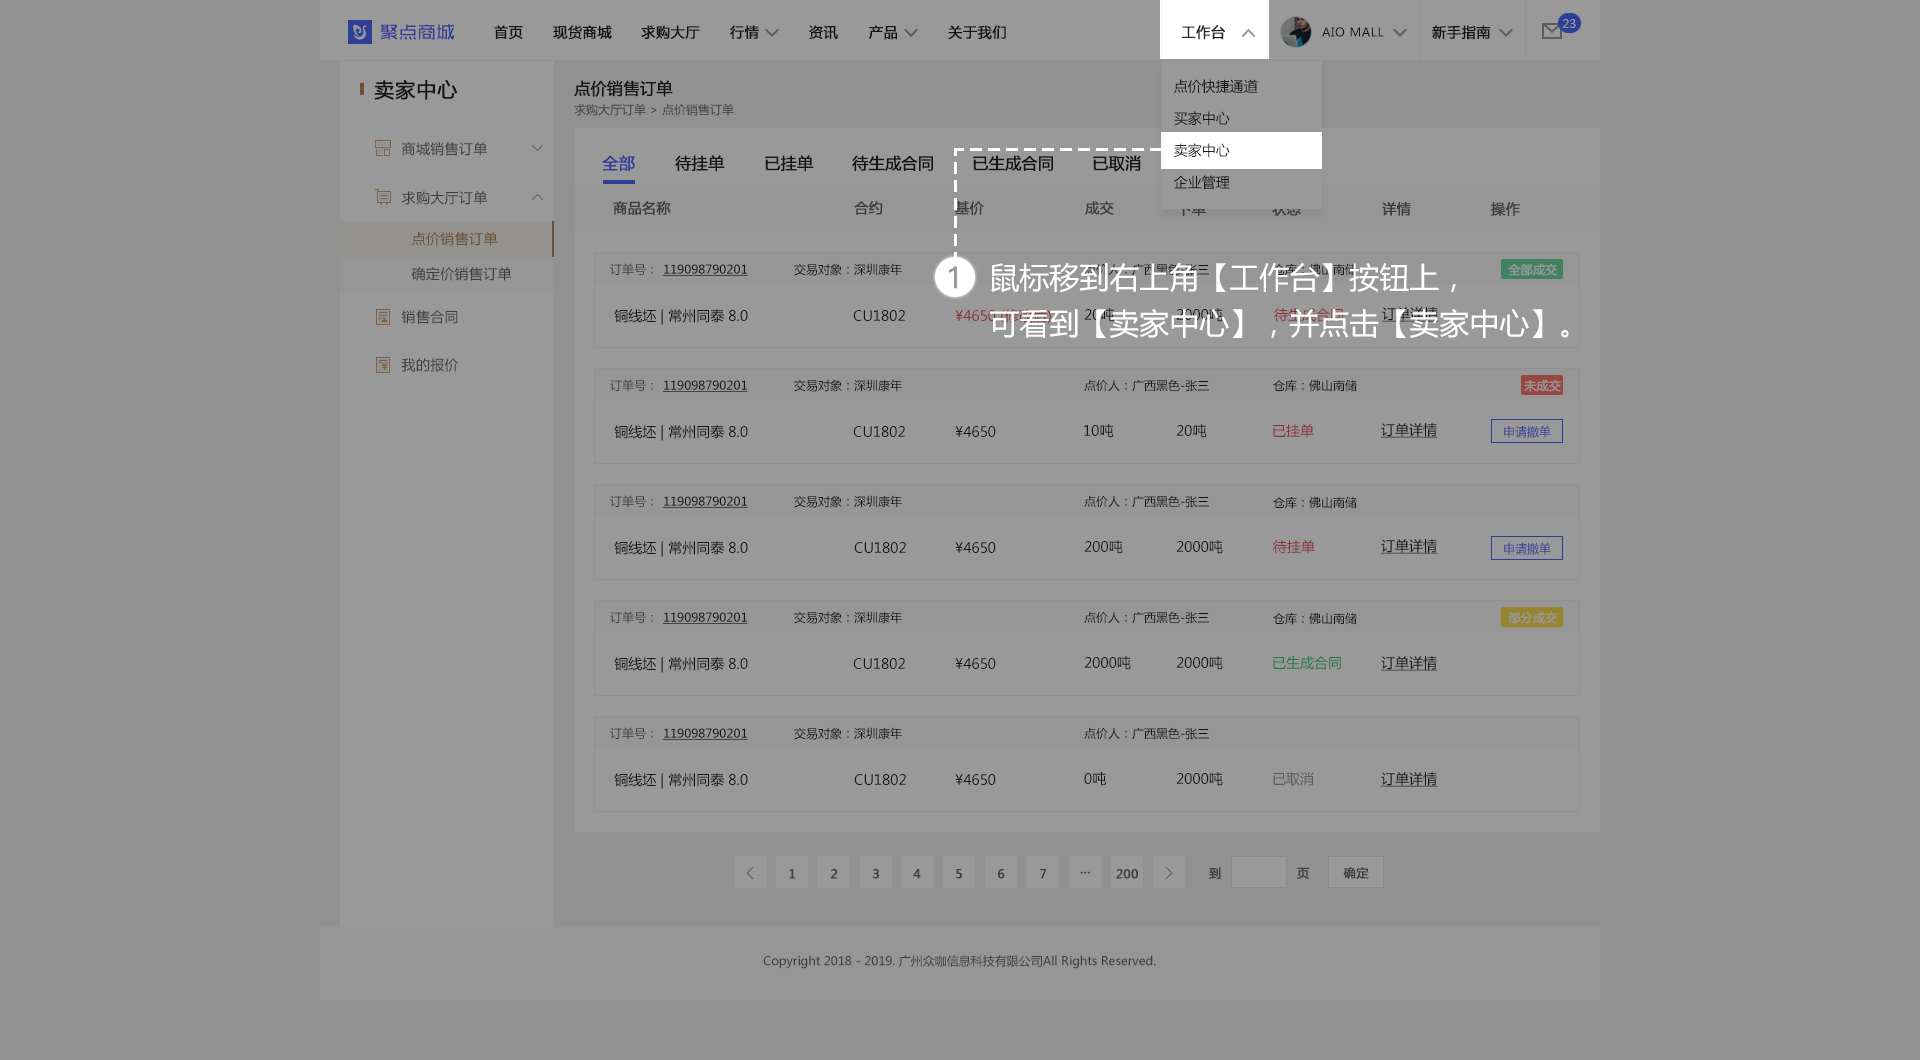 聚点商城 首页 现货商城 求购大厅 行情 资讯 产品 关于我们 工作台 AIO MALL 新手指南 23
点价快捷通道
买家中心
卖家中心
企业管理
卖家中心
商城销售订单
求购大厅订单
点价销售订单
确定价销售订单
销售合同
我的报价
点价销售订单
求购大厅订单 > 点价销售订单
全部 待挂单 已挂单 待生成合同 已生成合同 已取消
商品名称 合约 基价 成交 下单 状态 详情 操作
订单号： 119098790201 交易对象：深圳康年 点价人：广西黑色-张三 仓库：佛山南储 全部成交
铜线坯 | 常州同泰 8.0 CU1802 ¥4650 20吨 2000吨 待生成合同 订单详情
1 鼠标移到右上角【工作台】按钮上，
可看到【卖家中心】，并点击【卖家中心】。
订单号： 119098790201 交易对象：深圳康年 点价人：广西黑色-张三 仓库：佛山南储 未成交
铜线坯 | 常州同泰 8.0 CU1802 ¥4650 10吨 20吨 已挂单 订单详情 申请撤单
订单号： 119098790201 交易对象：深圳康年 点价人：广西黑色-张三 仓库：佛山南储
铜线坯 | 常州同泰 8.0 CU1802 ¥4650 200吨 2000吨 待挂单 订单详情 申请撤单
订单号： 119098790201 交易对象：深圳康年 点价人：广西黑色-张三 仓库：佛山南储 部分成交
铜线坯 | 常州同泰 8.0 CU1802 ¥4650 2000吨 2000吨 已生成合同 订单详情
订单号： 119098790201 交易对象：深圳康年 点价人：广西黑色-张三
铜线坯 | 常州同泰 8.0 CU1802 ¥4650 0吨 2000吨 已取消 订单详情
< 1 2 3 4 5 6 7 ··· 200 > 到 页 确定
Copyright 2018 - 2019. 广州众咖信息科技有限公司All Rights Reserved.